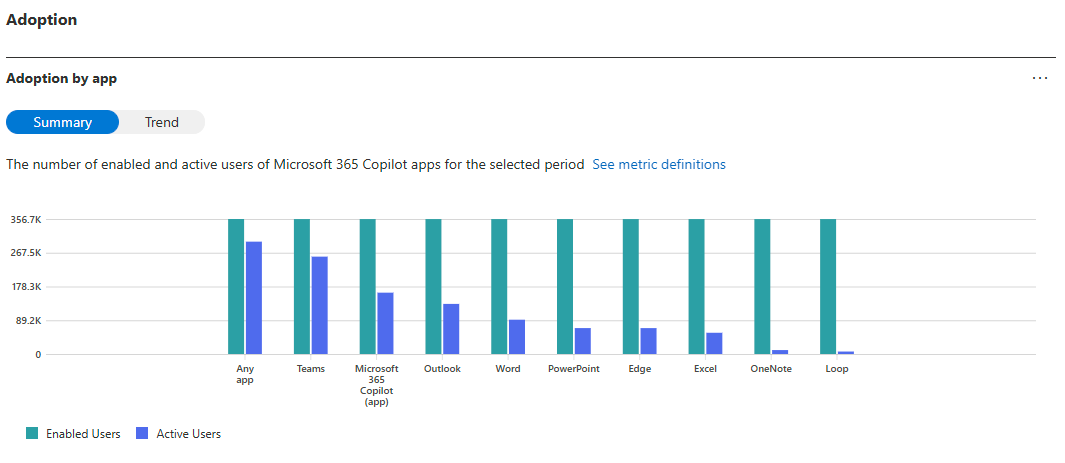 Adoption
Adoption by app
...
Summary Trend
The number of enabled and active users of Microsoft 365 Copilot apps for the selected period See metric definitions
356.7K
267.5K
178.3K
89.2K
0
Any app
Teams
Microsoft 365 Copilot (app)
Outlook
Word
PowerPoint
Edge
Excel
OneNote
Loop
Enabled Users Active Users